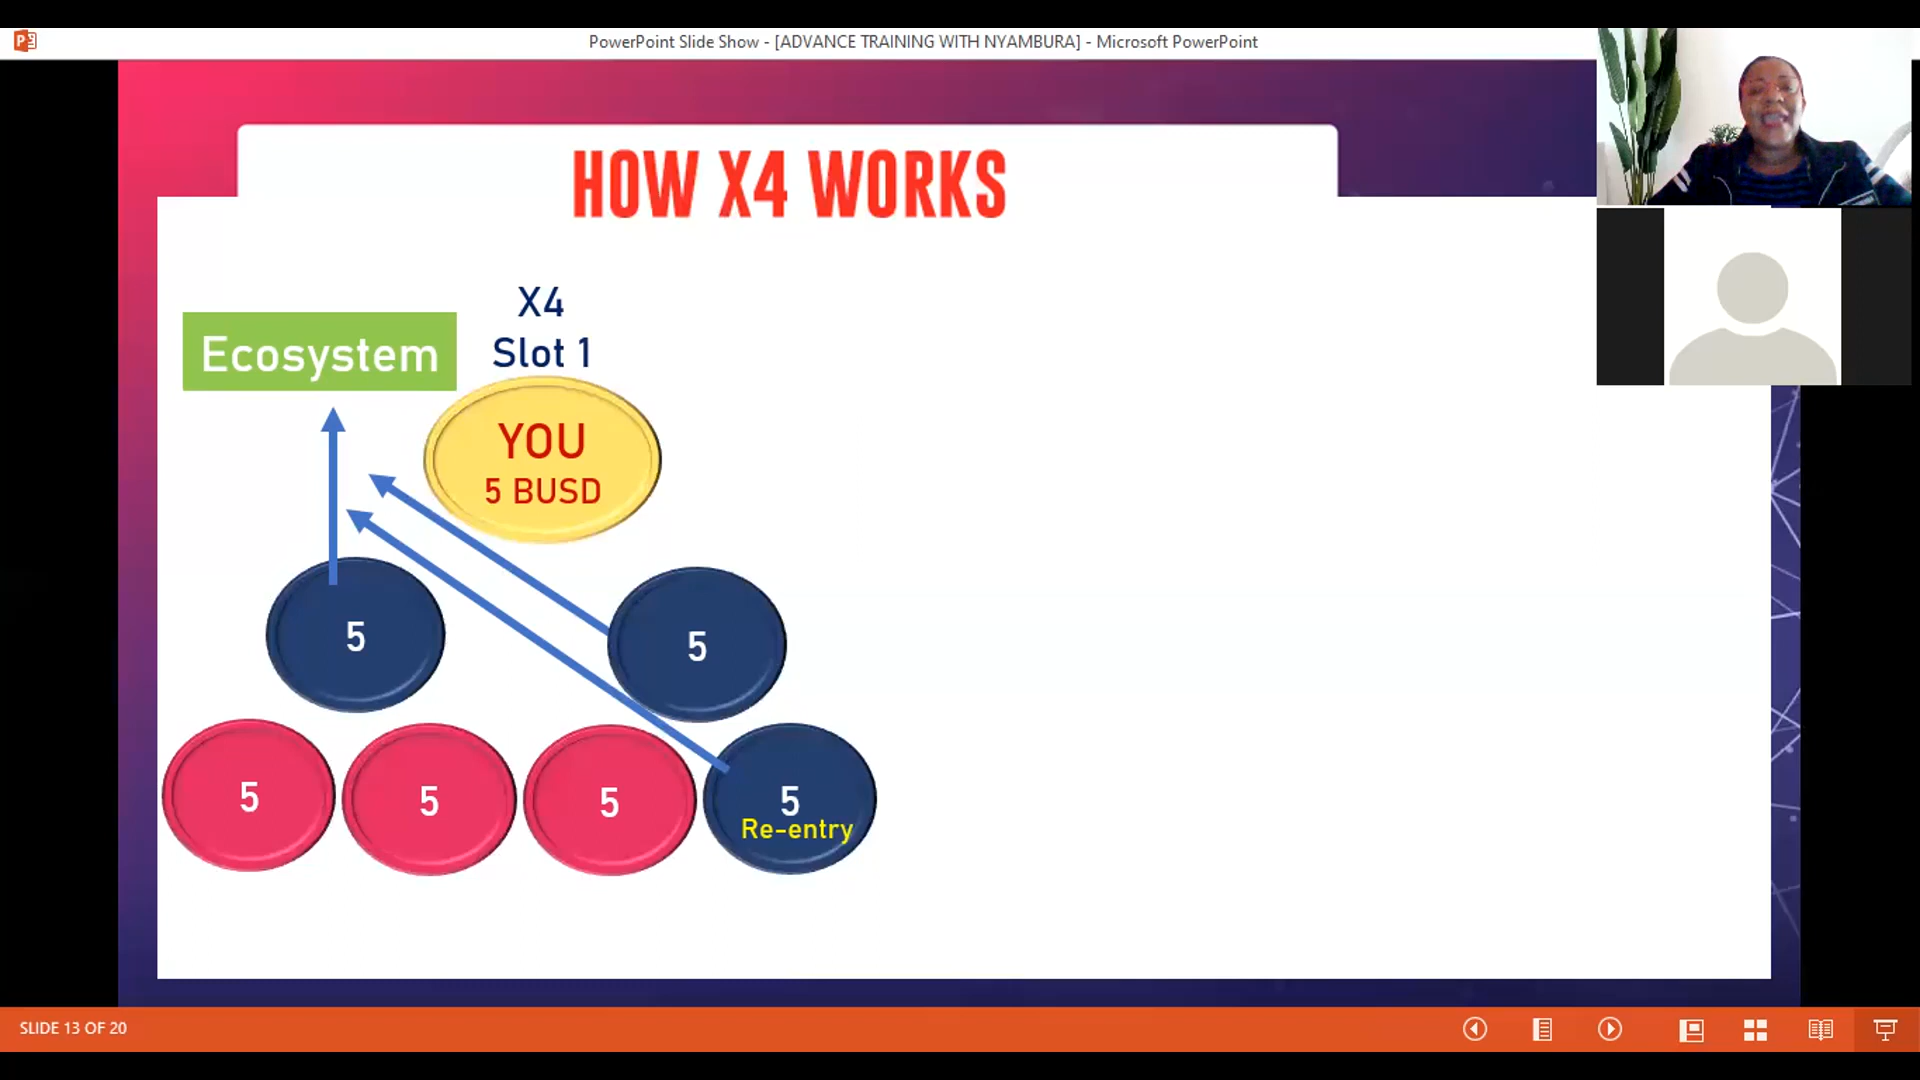 PowerPoint Slide Show - [ADVANCE TRAINING WITH NYAMBURA] - Microsoft PowerPoint
HOW X4 WORKS
X4
Slot 1
Ecosystem
YOU
5 BUSD
5
5
5
5
5
5
Re-entry
SLIDE 13 OF 20